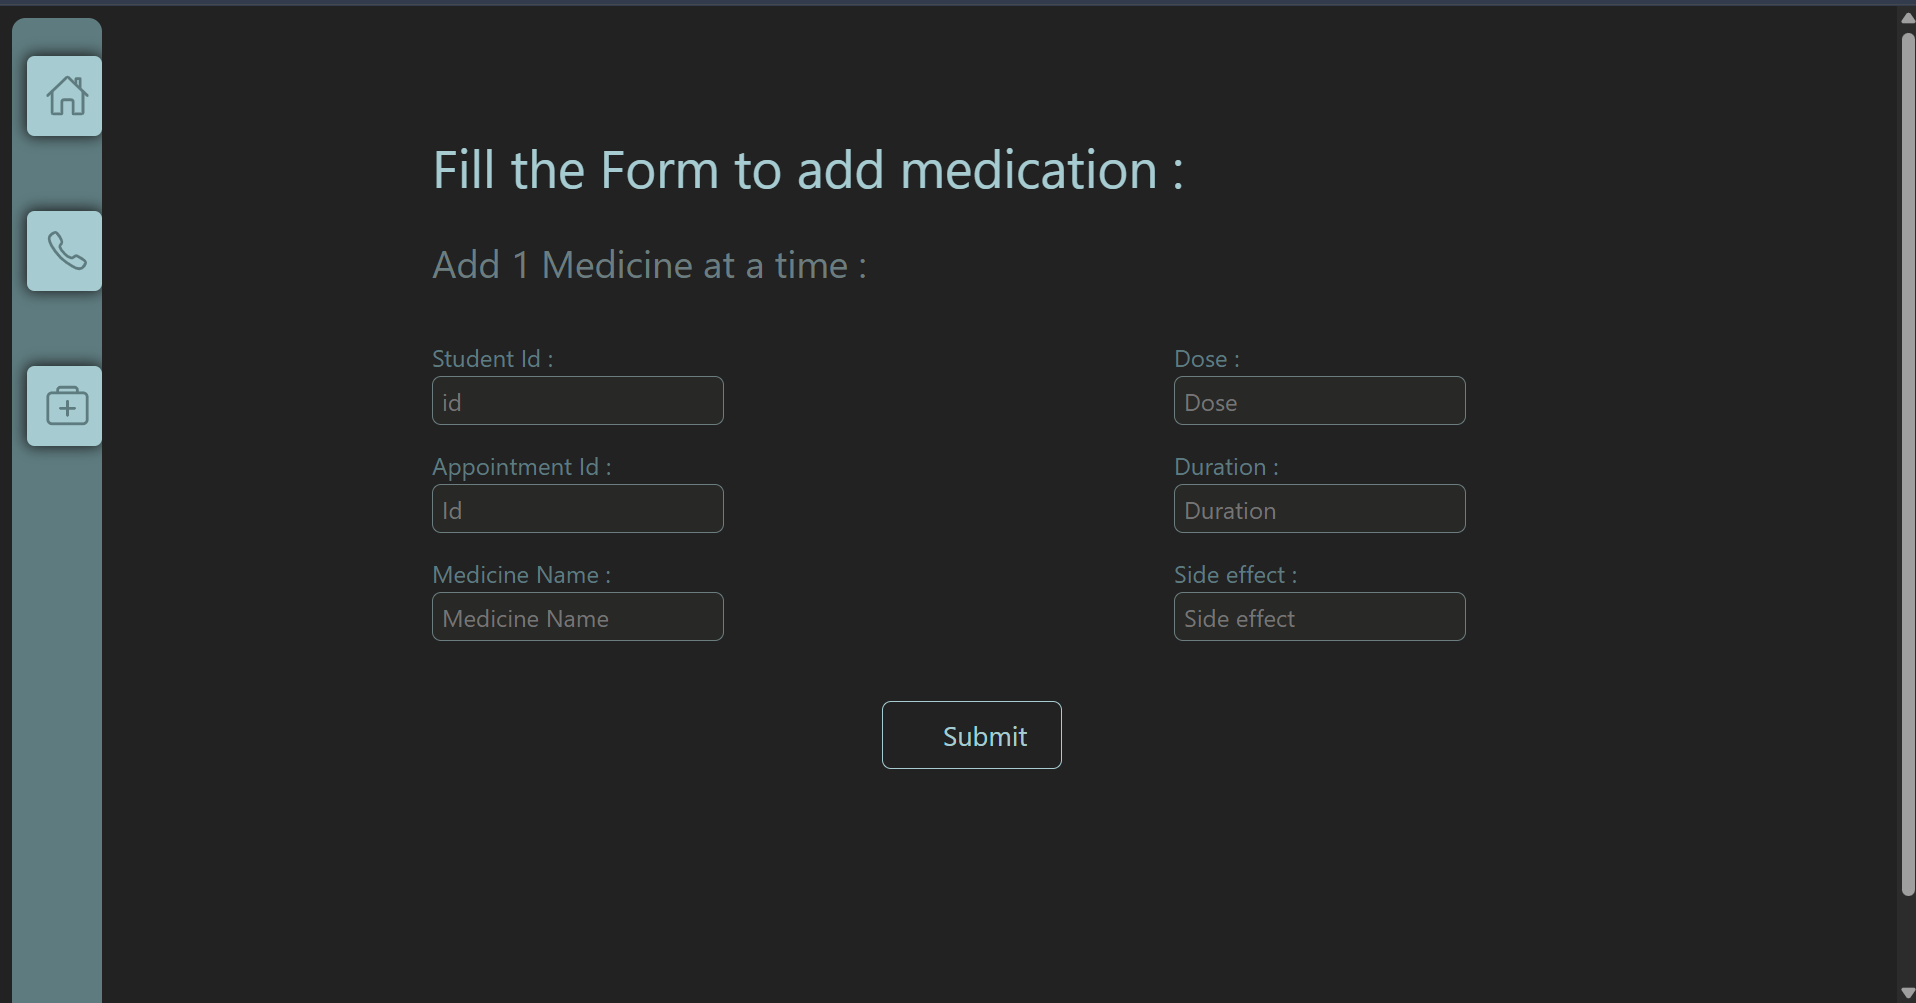 Fill the Form to add medication :
Add 1 Medicine at a time :
Student Id :
id
Appointment Id :
Id
Medicine Name :
Medicine Name
Dose :
Dose
Duration :
Duration
Side effect :
Side effect
Submit